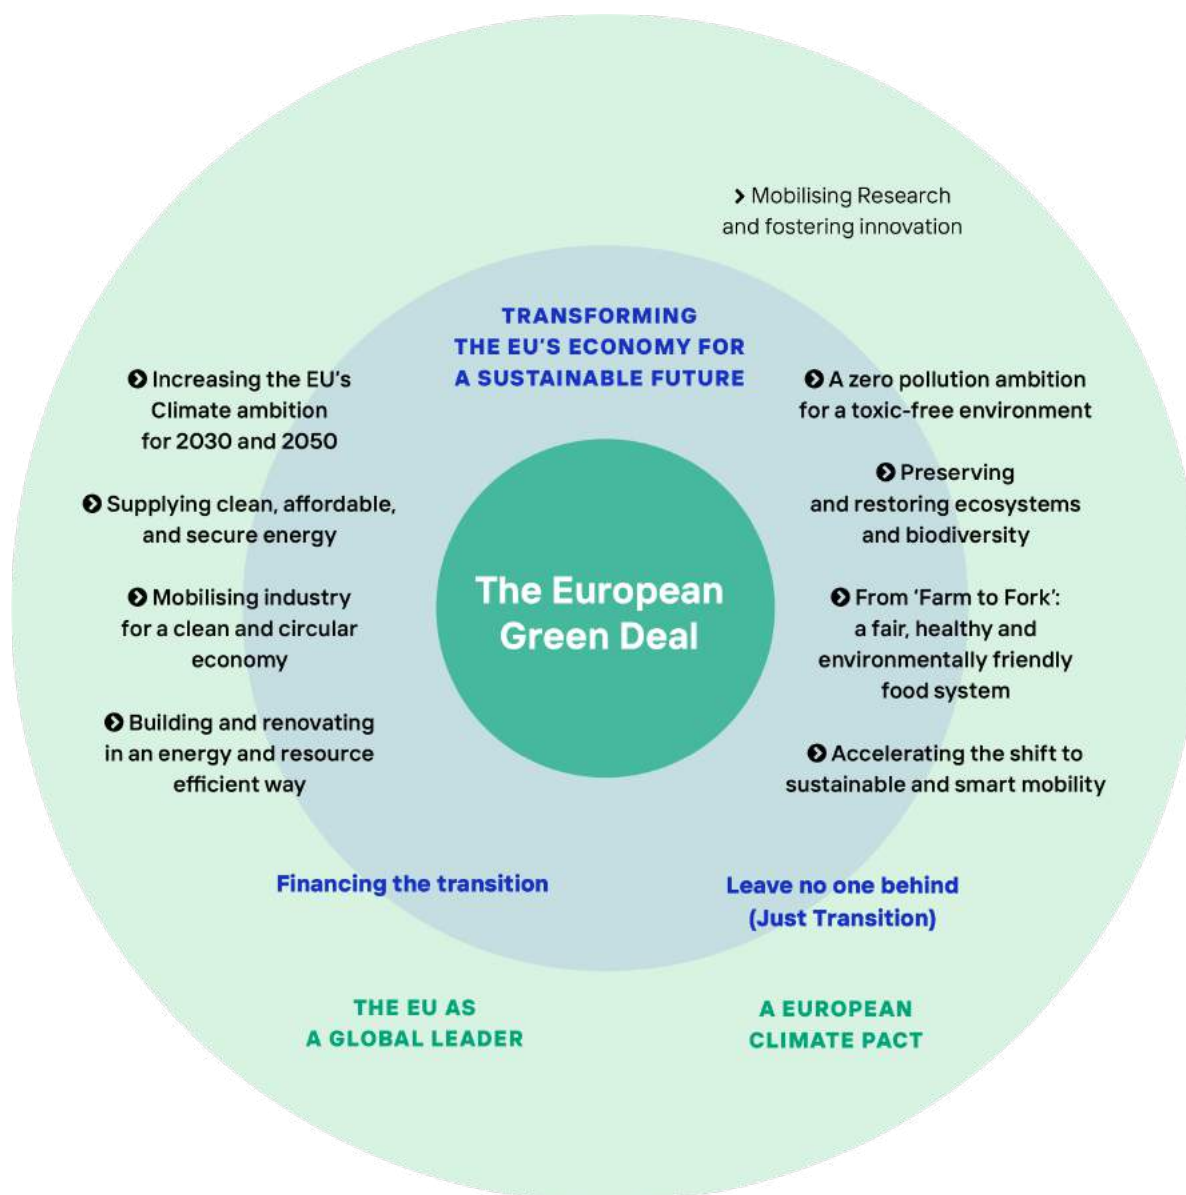 › Mobilising Research
and fostering innovation
TRANSFORMING
THE EU'S ECONOMY FOR
A SUSTAINABLE FUTURE
Increasing the EU's
Climate ambition
for 2030 and 2050
Supplying clean, affordable,
and secure energy
Mobilising industry
for a clean and circular
economy
Building and renovating
in an energy and resource
efficient way
The European
Green Deal
A zero pollution ambition
for a toxic-free environment
Preserving
and restoring ecosystems
and biodiversity
From ‘Farm to Fork’:
a fair, healthy and
environmentally friendly
food system
Accelerating the shift to
sustainable and smart mobility
Financing the transition
Leave no one behind
(Just Transition)
THE EU AS
A GLOBAL LEADER
A EUROPEAN
CLIMATE PACT